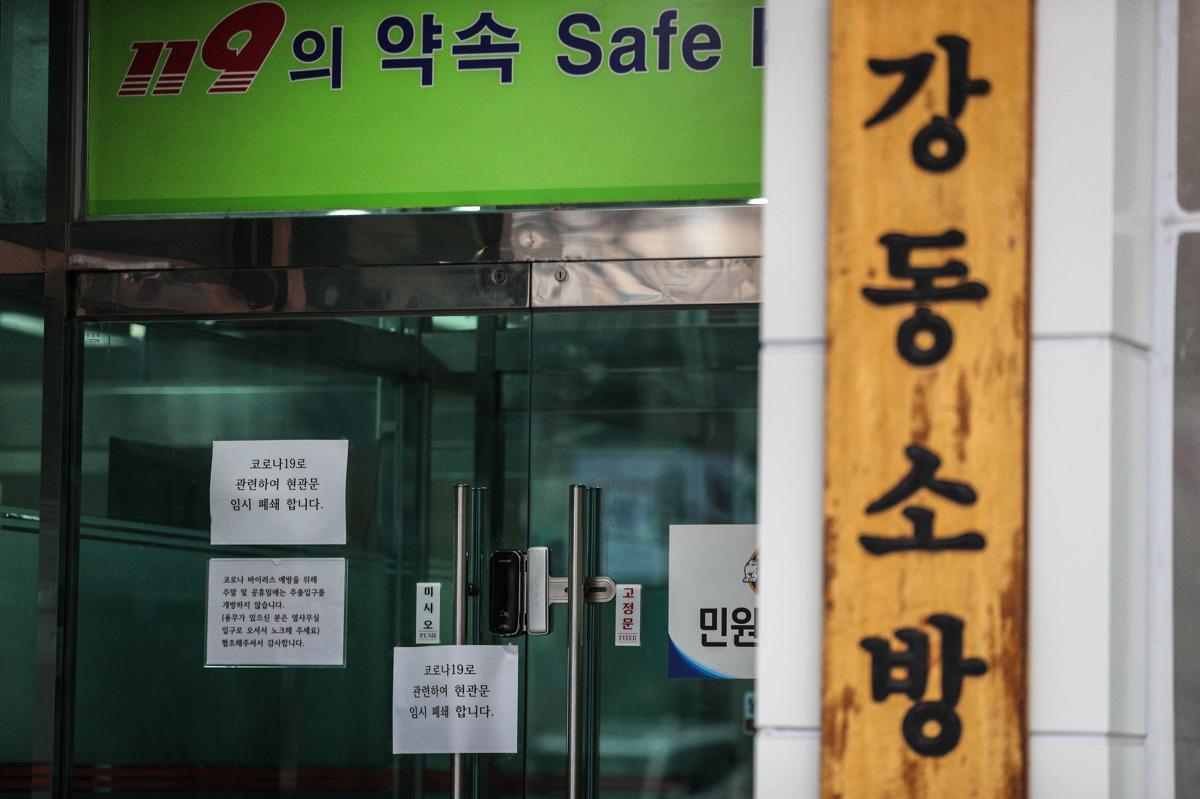 119의 약속 Safe
강동소방
코로나19로
관련하여 현관문
임시 폐쇄 합니다.
코로나 바이러스 예방을 위해
주말 및 공휴일에는 주출입구를
개방하지 않습니다.
(용무가 있으신 분은 옆사무실
입구로 오셔서 노크해 주세요)
협조해주셔서 감사합니다.
미시오
PUSH
고정문
FIXED
민원
코로나19로
관련하여 현관문
임시 폐쇄 합니다.